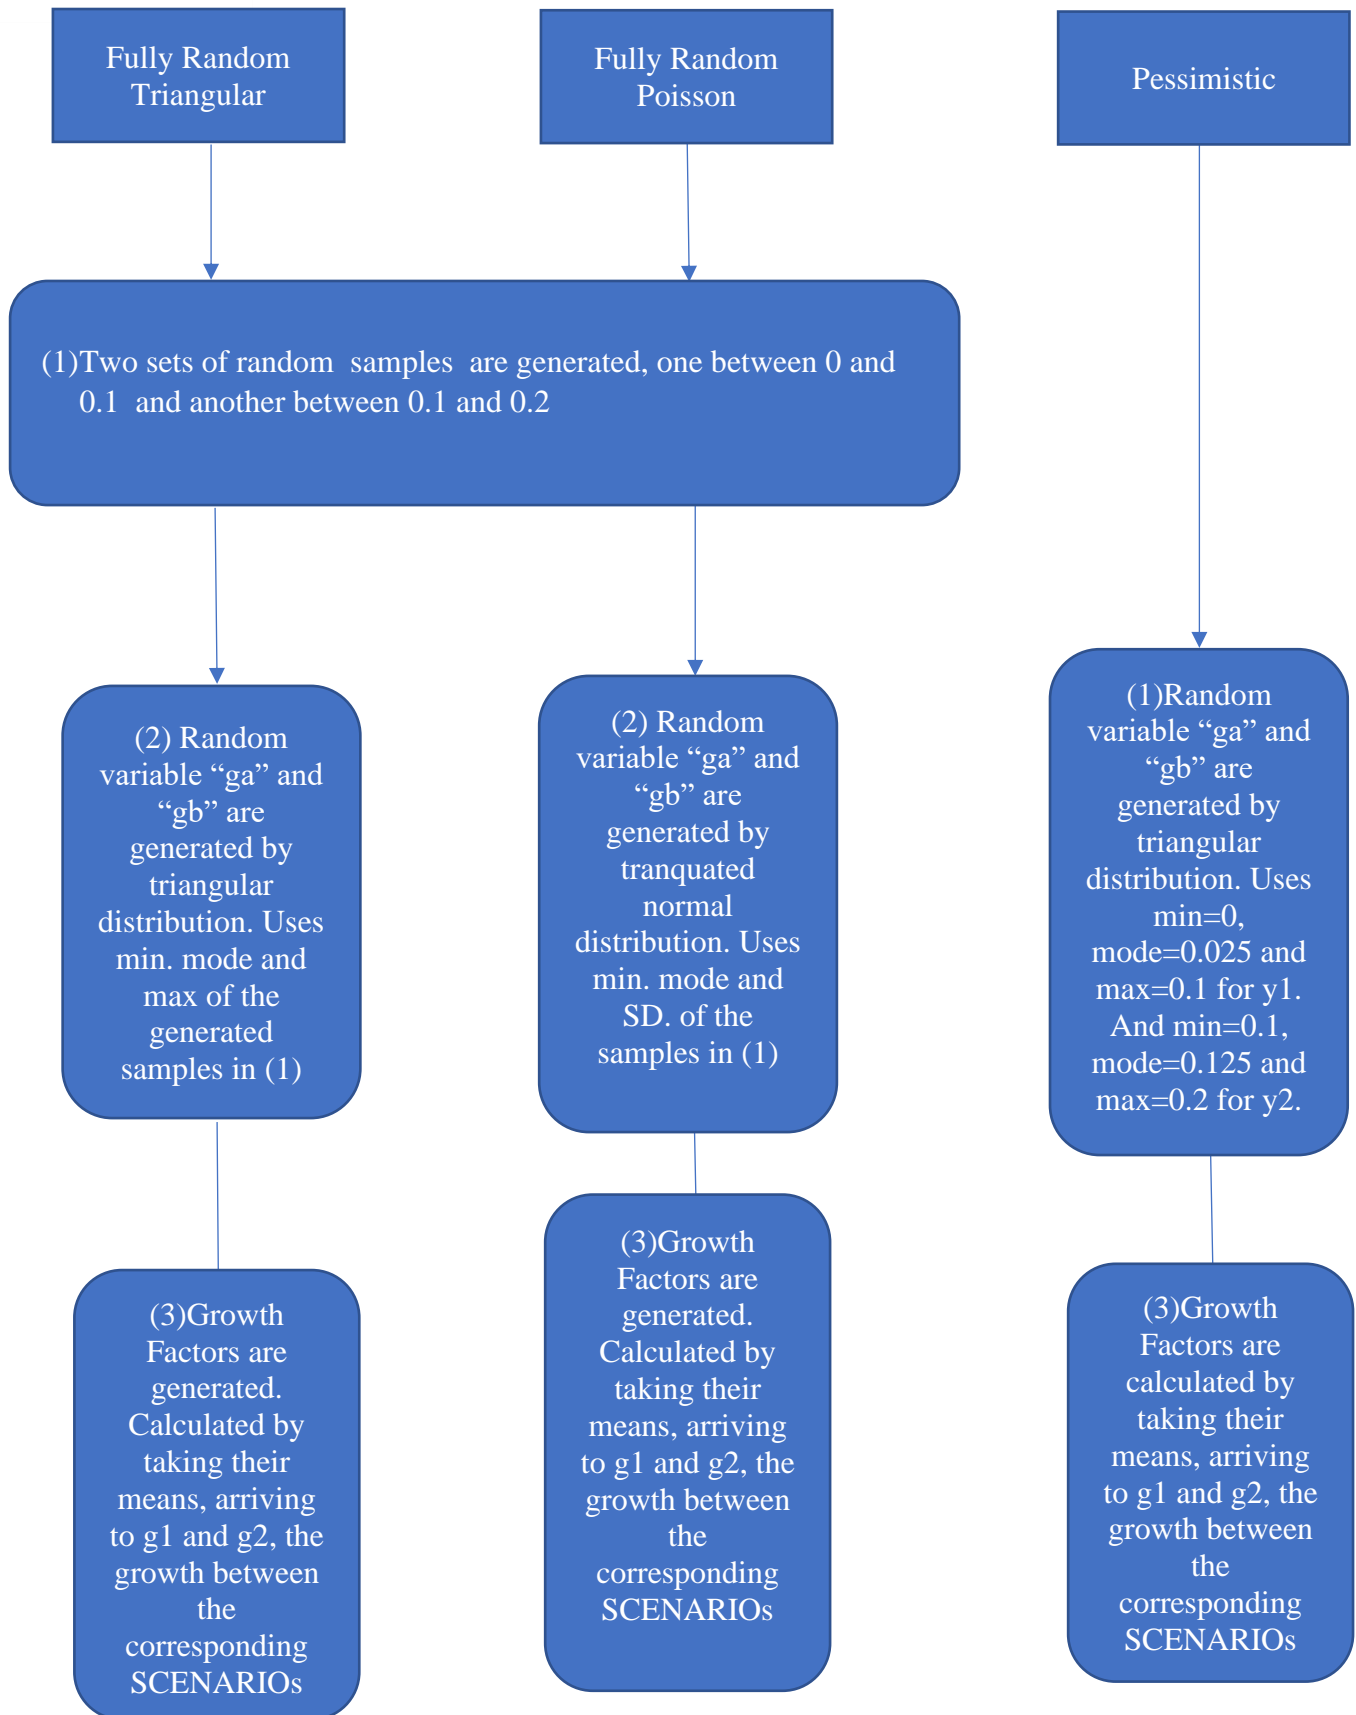 Fully Random
Triangular
Fully Random
Poisson
Pessimistic
(1)Two sets of random samples are generated, one between 0 and
0.1 and another between 0.1 and 0.2
(2) Random
variable “ga” and
“gb” are
generated by
triangular
distribution. Uses
min. mode and
max of the
generated
samples in (1)
(2) Random
variable “ga” and
“gb” are
generated by
tranquated
normal
distribution. Uses
min. mode and
SD. of the
samples in (1)
(1)Random
variable “ga” and
“gb” are
generated by
triangular
distribution. Uses
min=0,
mode=0.025 and
max=0.1 for y1.
And min=0.1,
mode=0.125 and
max=0.2 for y2.
(3)Growth
Factors are
generated.
Calculated by
taking their
means, arriving
to g1 and g2, the
growth between
the
corresponding
SCENARIOs
(3)Growth
Factors are
generated.
Calculated by
taking their
means, arriving
to g1 and g2, the
growth between
the
corresponding
SCENARIOs
(3)Growth
Factors are
calculated by
taking their
means, arriving
to g1 and g2, the
growth between
the
corresponding
SCENARIOs